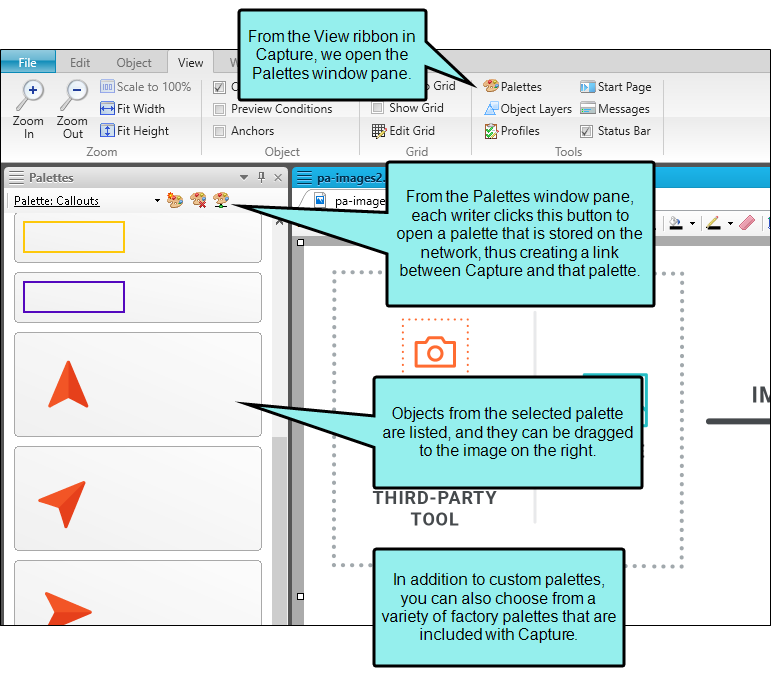 From the View ribbon in
Capture, we open the
Palettes window pane.
File Edit Object View
Scale to 100% Grid Palettes Start Page
Fit Width Preview Conditions Show Grid Object Layers Messages
Zoom In Zoom Out Fit Height Anchors Edit Grid Profiles Status Bar
Zoom Object Grid Tools
Palettes
pa-images2.
Palette: Callouts
pa-image
From the Palettes window pane,
each writer clicks this button to
open a palette that is stored on the
network, thus creating a link
between Capture and that palette.
Objects from the selected palette
are listed, and they can be dragged
to the image on the right.
IM
THIRD-PARTY
TOOL
In addition to custom palettes,
you can also choose from a
variety of factory palettes that are
included with Capture.